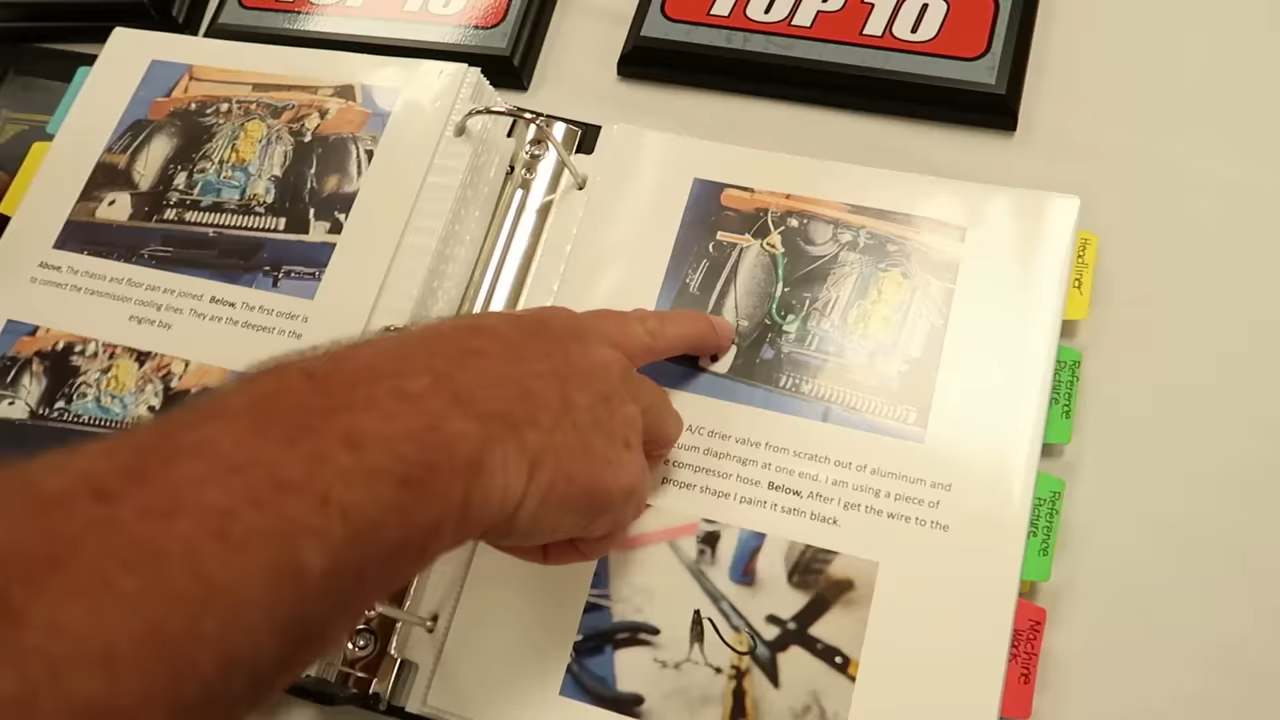 TOP 10
TOP 10
Above, The chassis and floor pan are joined. Below, The first order is
to connect the transmission cooling lines. They are the deepest in the
engine bay.
A/C drier valve from scratch out of aluminum and
diaphragm at one end. I am using a piece of
compressor hose. Below, After I get the wire to the
proper shape I paint it satin black.
Headliner
Reference
Picture
Reference
Picture
Machine
Work